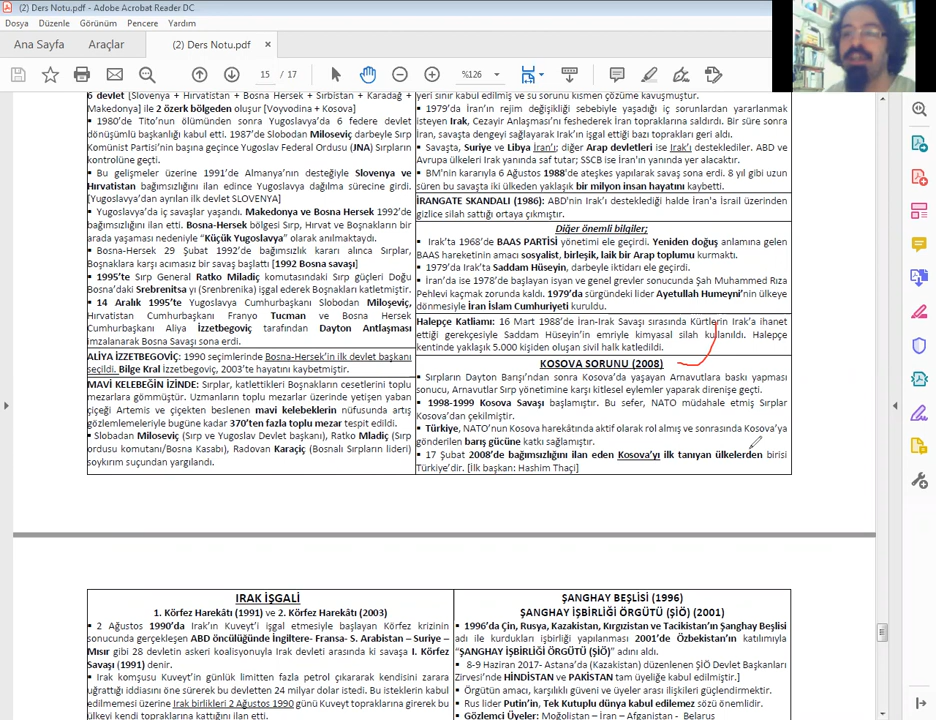 (2) Ders Notu.pdf - Adobe Acrobat Reader DC
Dosya Düzenle Görünüm Pencere Yardım
Ana Sayfa Araçlar (2) Ders Notu.pdf ×
15 / 17 %126
6 devlet [Slovenya + Hırvatistan + Bosna Hersek + Sırbistan + Karadağ +
Makedonya] ile 2 özerk bölgeden oluşur [Voyvodina + Kosova]
▪ 1980'de Tito'nun ölümünden sonra Yugoslavya'da 6 federe devlet
dönüşümlü başkanlığı kabul etti. 1987'de Slobodan Miloseviç darbeyle Sırp
Komünist Partisi'nin başına geçince Yugoslav Federal Ordusu (JNA) Sırpların
kontrolüne geçti.
▪ Bu gelişmeler üzerine 1991'de Almanya'nın desteğiyle Slovenya ve
Hırvatistan bağımsızlığını ilan edince Yugoslavya dağılma sürecine girdi.
[Yugoslavya'dan ayrılan ilk devlet SLOVENYA]
▪ Yugoslavya'da iç savaşlar yaşandı. Makedonya ve Bosna Hersek 1992'de
bağımsızlığını ilan etti. Bosna-Hersek bölgesi Sırp, Hırvat ve Boşnakların bir
arada yaşaması nedeniyle "Küçük Yugoslavya" olarak anılmaktaydı.
▪ Bosna-Hersek 29 Şubat 1992'de bağımsızlık kararı alınca Sırplar,
Boşnaklara karşı acımasız bir savaş başlattı [1992 Bosna savaşı]
▪ 1995'te Sırp General Ratko Miladiç komutasındaki Sırp güçleri Doğu
Bosna'daki Srebrenitsa yı (Srenbrenika) işgal ederek Boşnakları katletmiştir.
▪ 14 Aralık 1995'te Yugoslavya Cumhurbaşkanı Slobodan Miloşeviç,
Hırvatistan Cumhurbaşkanı Franyo Tucman ve Bosna Hersek
Cumhurbaşkanı Aliya İzzetbegoviç tarafından Dayton Antlaşması
imzalanarak Bosna Savaşı sona erdi.
ALİYA İZZETBEGOVİÇ: 1990 seçimlerinde Bosna-Hersek'in ilk devlet başkanı
seçildi. Bilge Kral İzzetbegoviç, 2003'te hayatını kaybetmiştir.
MAVİ KELEBEĞİN İZİNDE: Sırplar, katlettikleri Boşnakların cesetlerini toplu
mezarlara gömmüştür. Uzmanların toplu mezarlar üzerinde yetişen yaban
çiçeği Artemis ve çiçekten beslenen mavi kelebeklerin nüfusunda artış
gözlemlemeleriyle bugüne kadar 370'ten fazla toplu mezar tespit edildi.
▪ Slobodan Miloseviç (Sırp ve Yugoslav Devlet başkanı), Ratko Mladiç (Sırp
ordusu komutanı/Bosna Kasabı), Radovan Karaçiç (Bosnalı Sırpların lideri)
soykırım suçundan yargılandı.
yeri sınır kabul edilmiş ve su sorunu kısmen çözüme kavuşmuştur.
▪ 1979'da İran'ın rejim değişikliği sebebiyle yaşadığı iç sorunlardan yararlanmak
isteyen Irak, Cezayir Anlaşması'nı feshederek İran topraklarına saldırdı. Bir süre sonra
İran, savaşta dengeyi sağlayarak Irak'ın işgal ettiği bazı toprakları geri aldı.
▪ Savaşta, Suriye ve Libya İran'ı; diğer Arap devletleri ise Irak'ı desteklediler. ABD ve
Avrupa ülkeleri Irak yanında saf tutar; SSCB ise İran'ın yanında yer alacaktır.
▪ BM'nin kararıyla 6 Ağustos 1988'de ateşkes yapılarak savaş sona erdi. 8 yıl gibi uzun
süren bu savaşta iki ülkeden yaklaşık bir milyon insan hayatını kaybetti.
İRANGATE SKANDALI (1986): ABD'nin Irak'ı desteklediği halde İran'a İsrail üzerinden
gizlice silah sattığı ortaya çıkmıştır.
Diğer önemli bilgiler;
▪ Irak'ta 1968'de BAAS PARTİSİ yönetimi ele geçirdi. Yeniden doğuş anlamına gelen
BAAS hareketinin amacı sosyalist, birleşik, laik bir Arap toplumu kurmaktı.
▪ 1979'da Irak'ta Saddam Hüseyin, darbeyle iktidarı ele geçirdi.
▪ İran'da ise 1978'de başlayan isyan ve genel grevler sonucunda Şah Muhammed Rıza
Pehlevi kaçmak zorunda kaldı. 1979'da sürgündeki lider Ayetullah Humeyni'nin ülkeye
dönmesiyle İran İslam Cumhuriyeti kuruldu.
Halepçe Katliamı: 16 Mart 1988'de İran-Irak Savaşı sırasında Kürtlerin Irak'a ihanet
ettiği gerekçesiyle Saddam Hüseyin'in emriyle kimyasal silah kullanıldı. Halepçe
kentinde yaklaşık 5.000 kişiden oluşan sivil halk katledildi.
KOSOVA SORUNU (2008)
▪ Sırpların Dayton Barışı'ndan sonra Kosova'da yaşayan Arnavutlara baskı yapması
sonucu, Arnavutlar Sırp yönetimine karşı kitlesel eylemler yaparak direnişe geçti.
▪ 1998-1999 Kosova Savaşı başlamıştır. Bu sefer, NATO müdahale etmiş Sırplar
Kosova'dan çekilmiştir.
▪ Türkiye, NATO'nun Kosova harekâtında aktif olarak rol almış ve sonrasında Kosova'ya
gönderilen barış gücüne katkı sağlamıştır.
▪ 17 Şubat 2008'de bağımsızlığını ilan eden Kosova'yı ilk tanıyan ülkelerden birisi
Türkiye'dir. [İlk başkan: Hashim Thaçi]
IRAK İŞGALİ
1. Körfez Harekâtı (1991) ve 2. Körfez Harekâtı (2003)
▪ 2 Ağustos 1990'da Irak'ın Kuveyt'i işgal etmesiyle başlayan Körfez krizinin
sonucunda gerçekleşen ABD öncülüğünde İngiltere- Fransa- S. Arabistan – Suriye –
Mısır gibi 28 devletin askeri koalisyonuyla Irak devleti arasında ki savaşa I. Körfez
Savaşı (1991) denir.
▪ Irak komşusu Kuveyt'in günlük limitten fazla petrol çıkararak kendisini zarara
uğrattığı iddiasını öne sürerek bu devletten 24 milyar dolar istedi. Bu isteklerin kabul
edilmemesi üzerine Irak birlikleri 2 Ağustos 1990 günü Kuveyt topraklarına girerek bu
ülkeyi kendi topraklarına kattığını ilan etti.
ŞANGHAY BEŞLİSİ (1996)
ŞANGHAY İŞBİRLİĞİ ÖRGÜTÜ (ŞİÖ) (2001)
▪ 1996'da Çin, Rusya, Kazakistan, Kırgızistan ve Tacikistan'ın Şanghay Beşlisi
adı ile kurdukları işbirliği yapılanması 2001'de Özbekistan'ın katılımıyla
"ŞANGHAY İŞBİRLİĞİ ÖRGÜTÜ (ŞİÖ)" adını aldı.
▪ 8-9 Haziran 2017- Astana'da (Kazakistan) düzenlenen ŞİÖ Devlet Başkanları
Zirvesi'nde HİNDİSTAN ve PAKİSTAN tam üyeliğe kabul edilmiştir.]
▪ Örgütün amacı, karşılıklı güveni ve üyeler arası ilişkileri güçlendirmektir.
▪ Rus lider Putin'in, Tek Kutuplu dünya kabul edilemez sözü önemlidir.
▪ Gözlemci Üyeler: Moğolistan – İran – Afganistan - Belarus